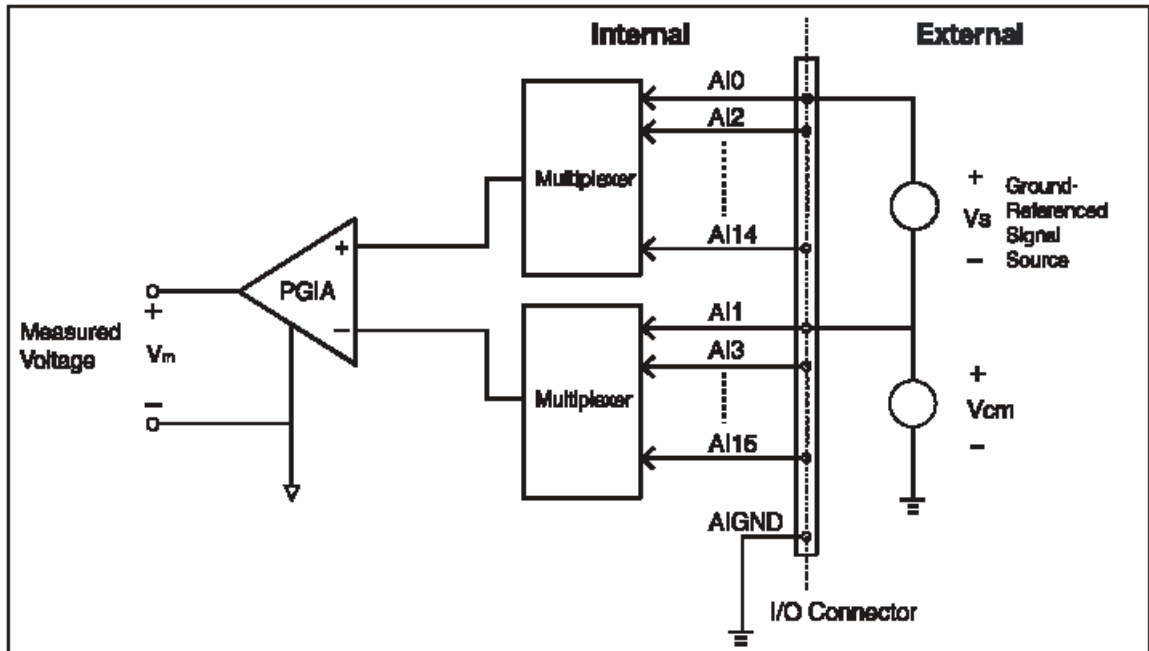 Internal
External
AI0
AI2
Multiplexer
AI14
+
Vs
−
Ground-
Referenced
Signal
Source
+
PGIA
−
Measured
Voltage
+
Vm
−
AI1
AI3
Multiplexer
AI15
+
Vcm
−
AIGND
I/O Connector